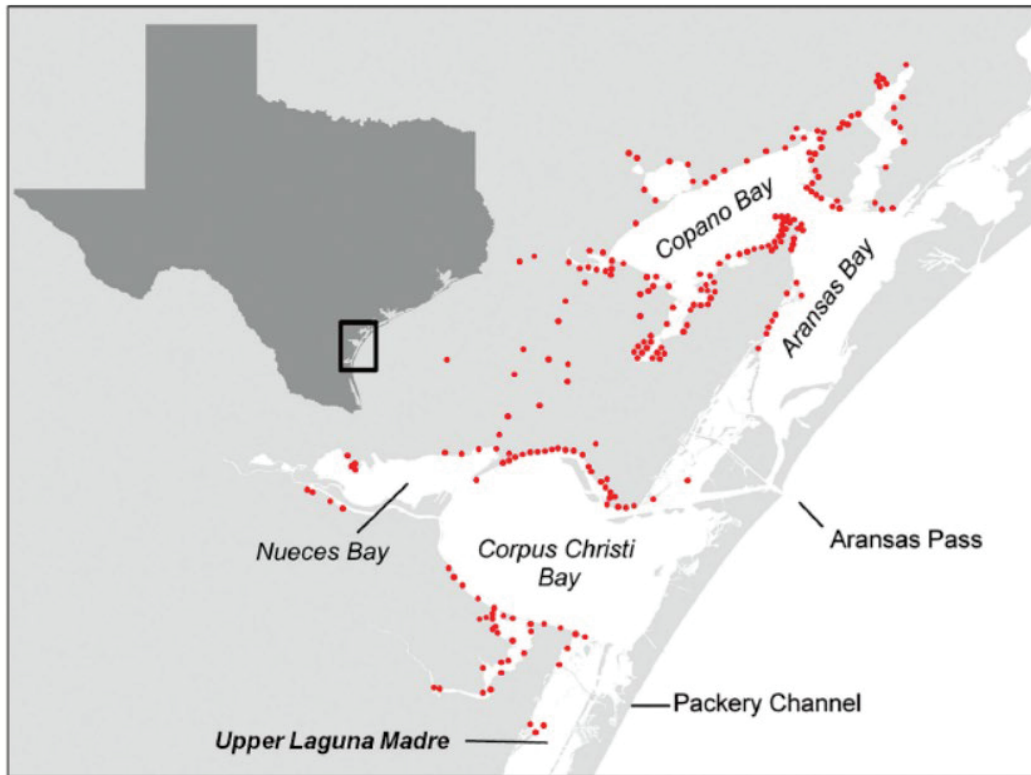 Copano Bay
Aransas Bay
Nueces Bay
Corpus Christi
Bay
Aransas Pass
Packery Channel
Upper Laguna Madre